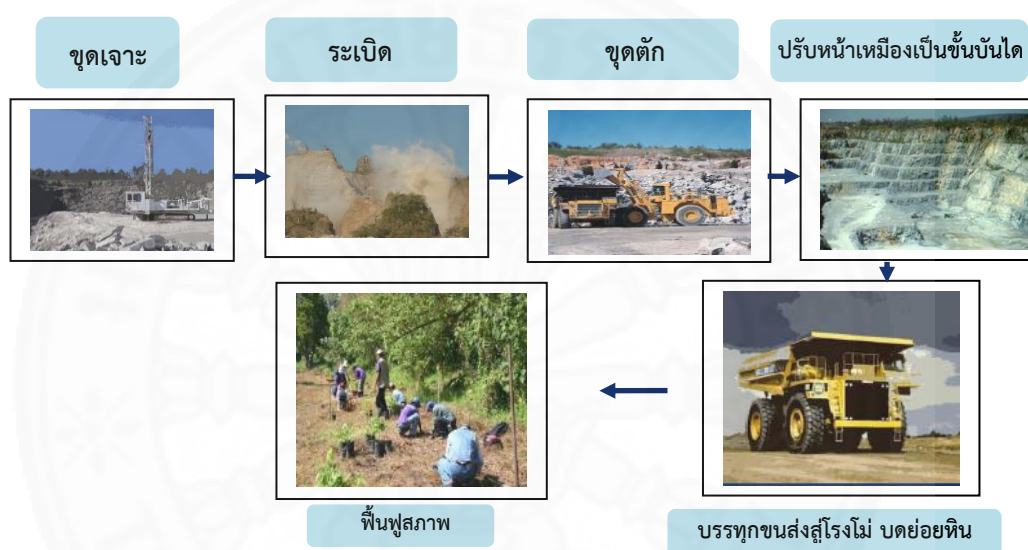 ขุดเจาะ
ระเบิด
ขุดตัก
ปรับหน้าเหมืองเป็นขั้นบันได
ฟื้นฟูสภาพ
บรรทุกขนส่งสู่โรงโม่ บดย่อยหิน